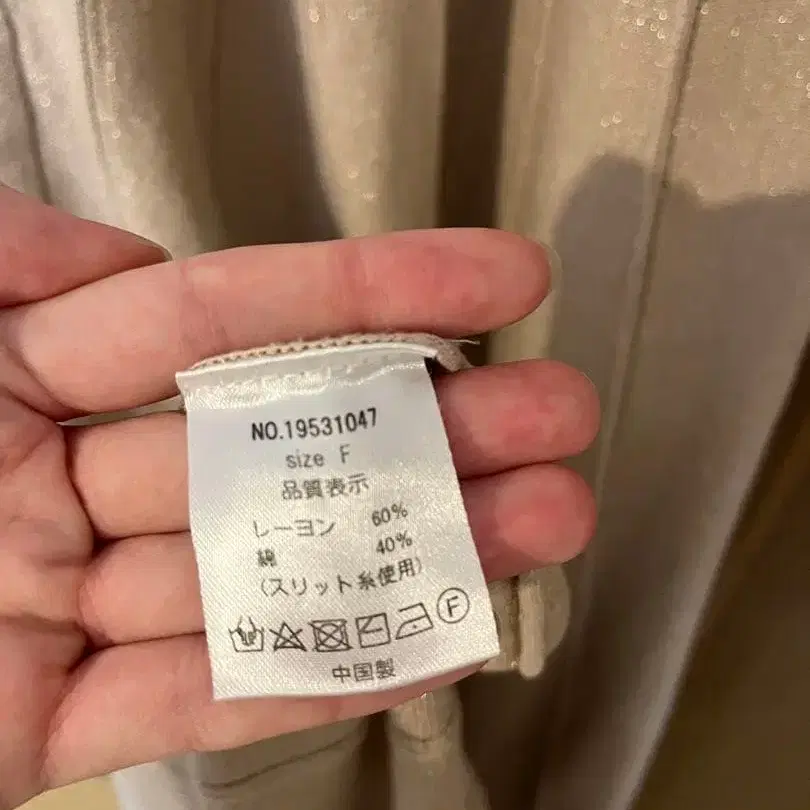 NO.19531047
size F
品質表示
レーヨン 60%
綿 40%
(スリット糸使用)
F
中国製